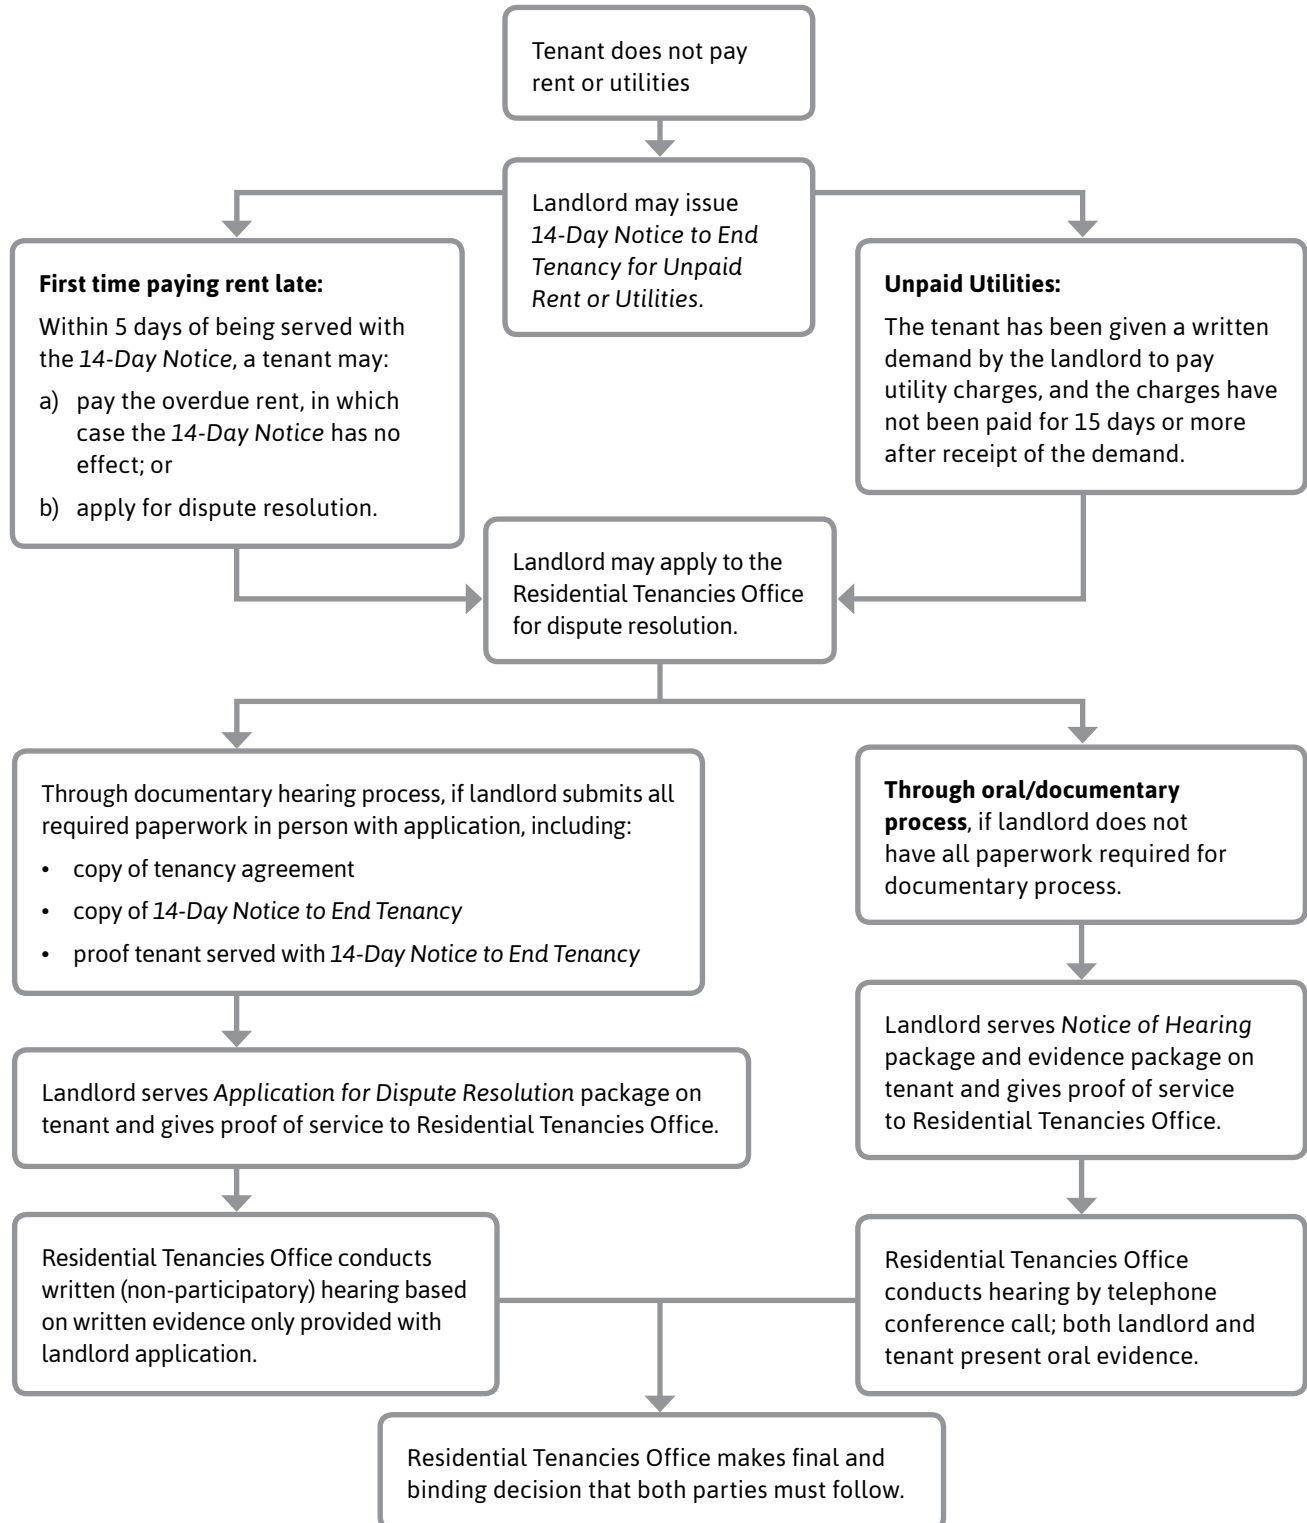 Tenant does not pay
rent or utilities
Landlord may issue
14-Day Notice to End
Tenancy for Unpaid
Rent or Utilities.
First time paying rent late:
Within 5 days of being served with
the 14-Day Notice, a tenant may:
a) pay the overdue rent, in which
case the 14-Day Notice has no
effect; or
b) apply for dispute resolution.
Unpaid Utilities:
The tenant has been given a written
demand by the landlord to pay
utility charges, and the charges have
not been paid for 15 days or more
after receipt of the demand.
Landlord may apply to the
Residential Tenancies Office
for dispute resolution.
Through documentary hearing process, if landlord submits all
required paperwork in person with application, including:
• copy of tenancy agreement
• copy of 14-Day Notice to End Tenancy
• proof tenant served with 14-Day Notice to End Tenancy
Through oral/documentary
process, if landlord does not
have all paperwork required for
documentary process.
Landlord serves Application for Dispute Resolution package on
tenant and gives proof of service to Residential Tenancies Office.
Landlord serves Notice of Hearing
package and evidence package on
tenant and gives proof of service
to Residential Tenancies Office.
Residential Tenancies Office conducts
written (non-participatory) hearing based
on written evidence only provided with
landlord application.
Residential Tenancies Office
conducts hearing by telephone
conference call; both landlord and
tenant present oral evidence.
Residential Tenancies Office makes final and
binding decision that both parties must follow.